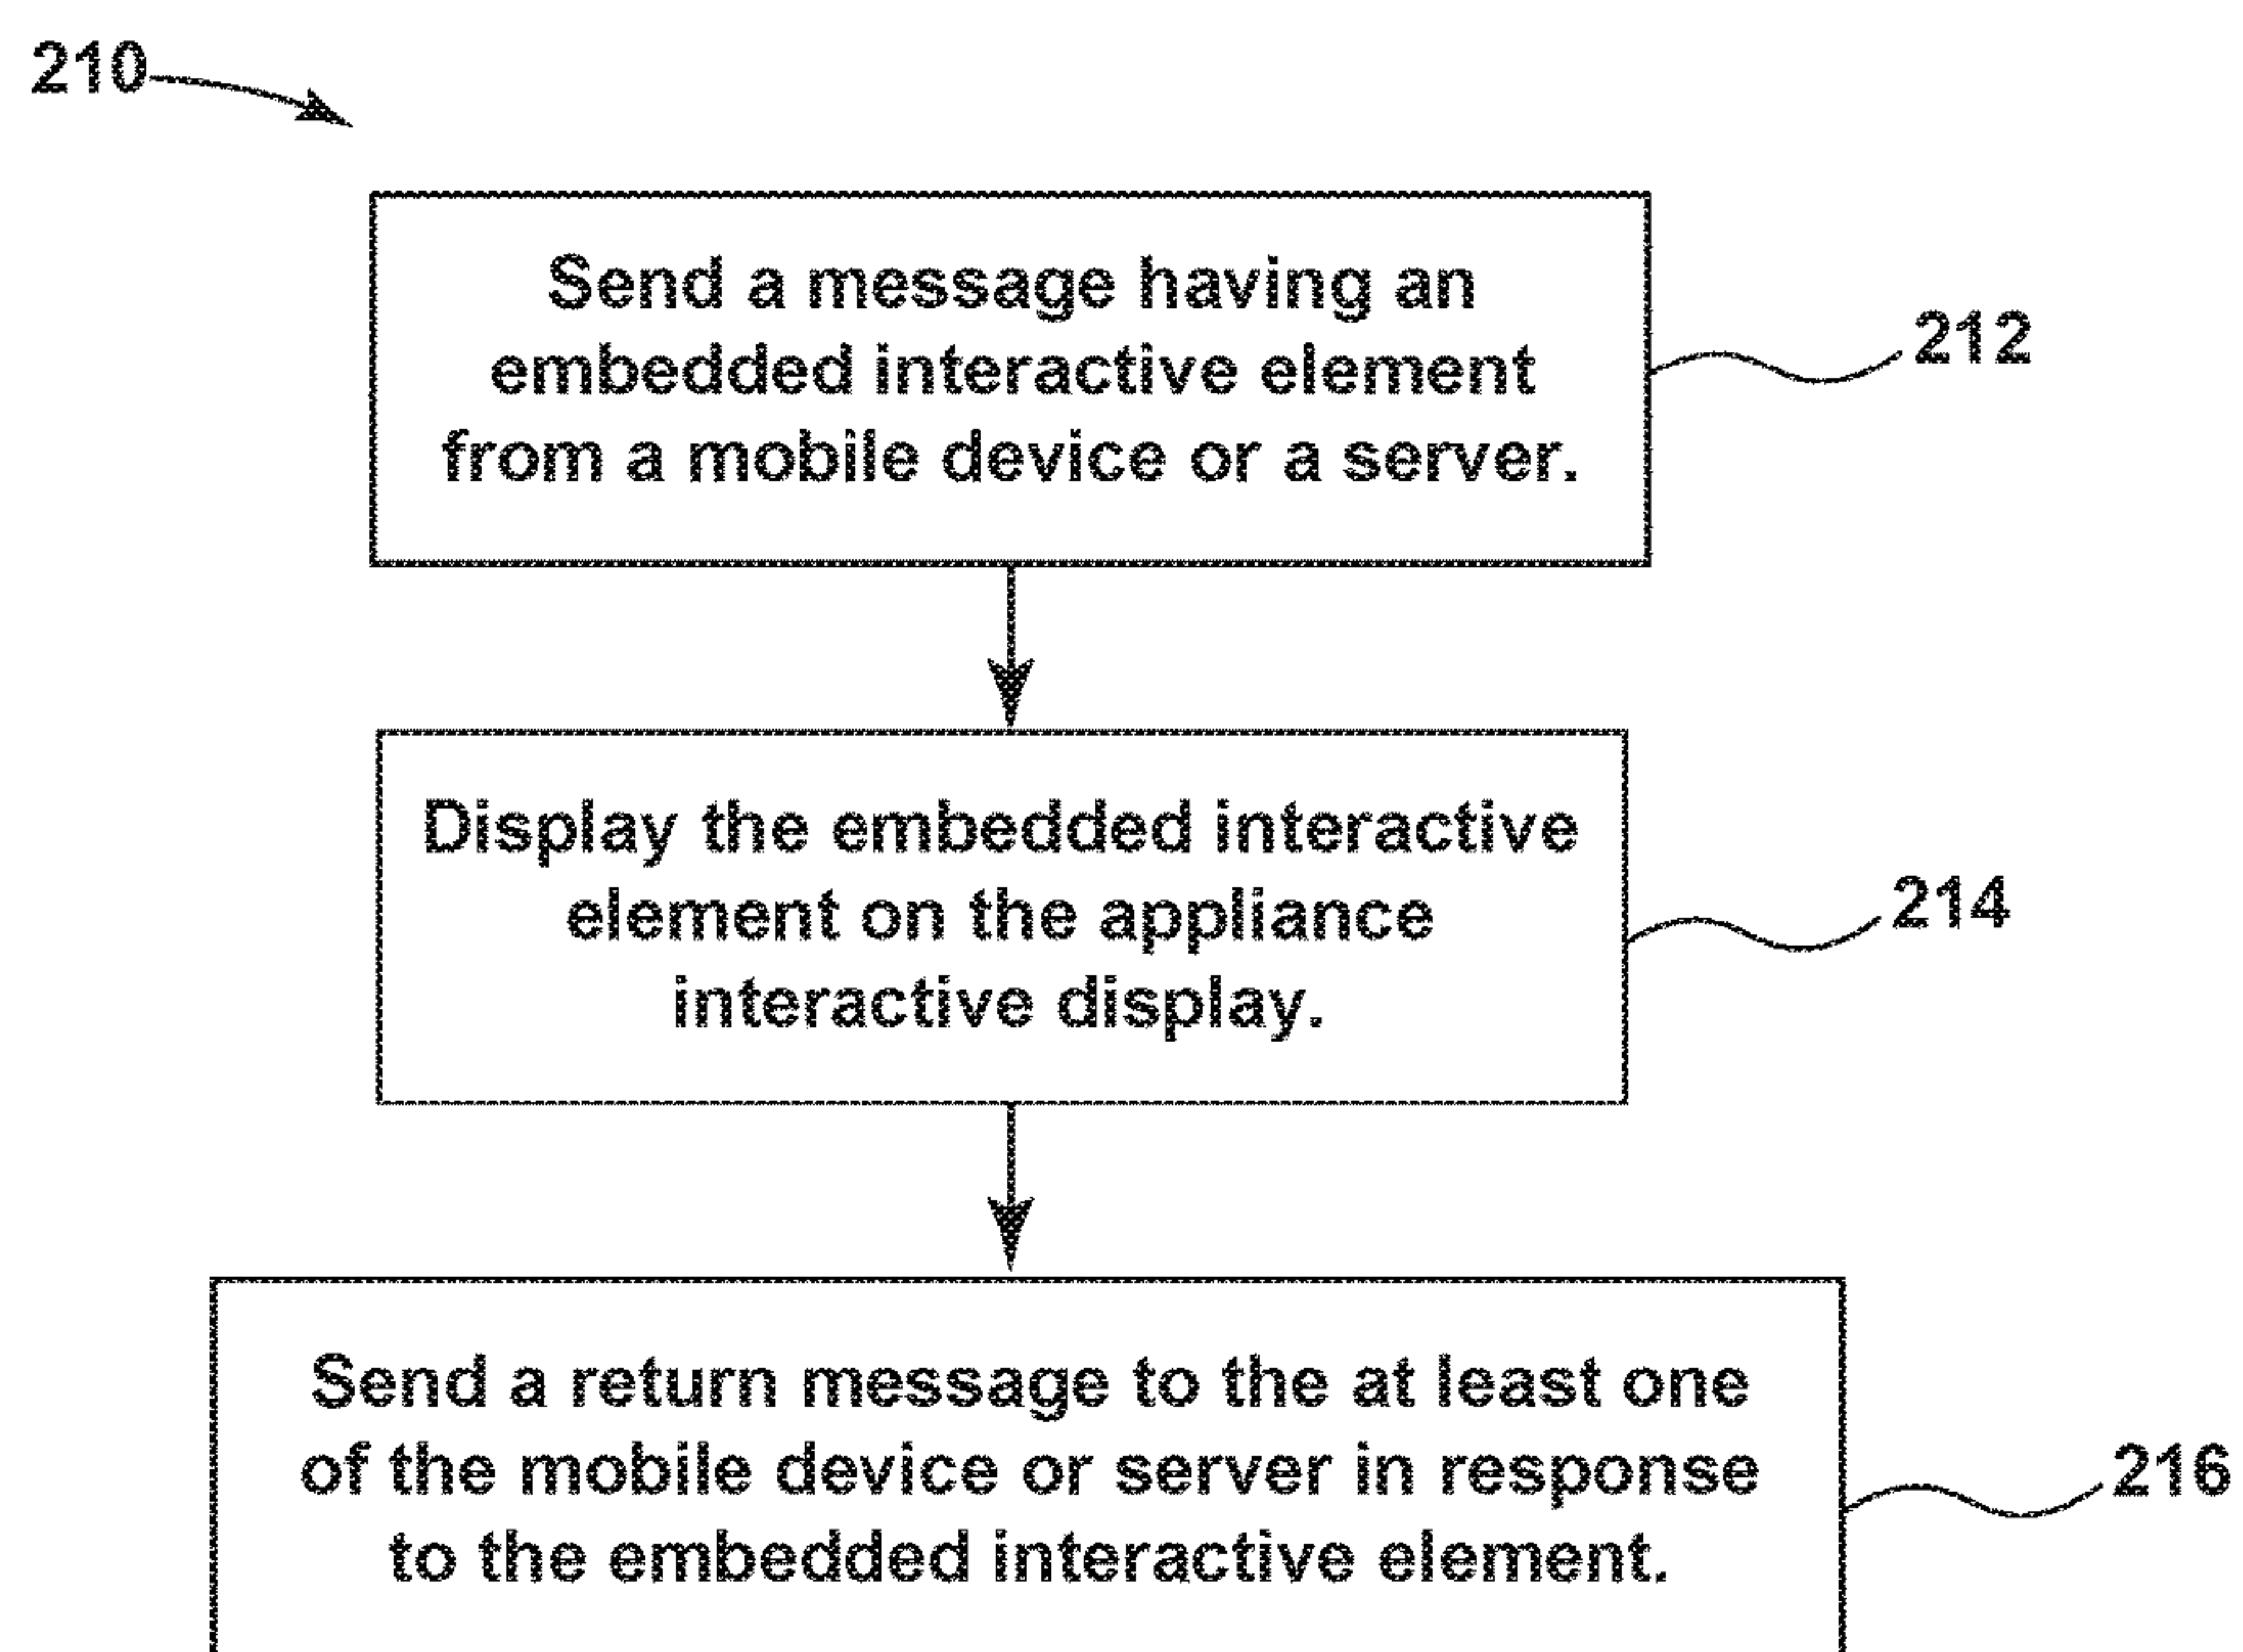 210
Send a message having an
embedded interactive element
from a mobile device or a server.
212
Display the embedded interactive
element on the appliance
interactive display.
214
Send a return message to the at least one
of the mobile device or server in response
to the embedded interactive element.
216